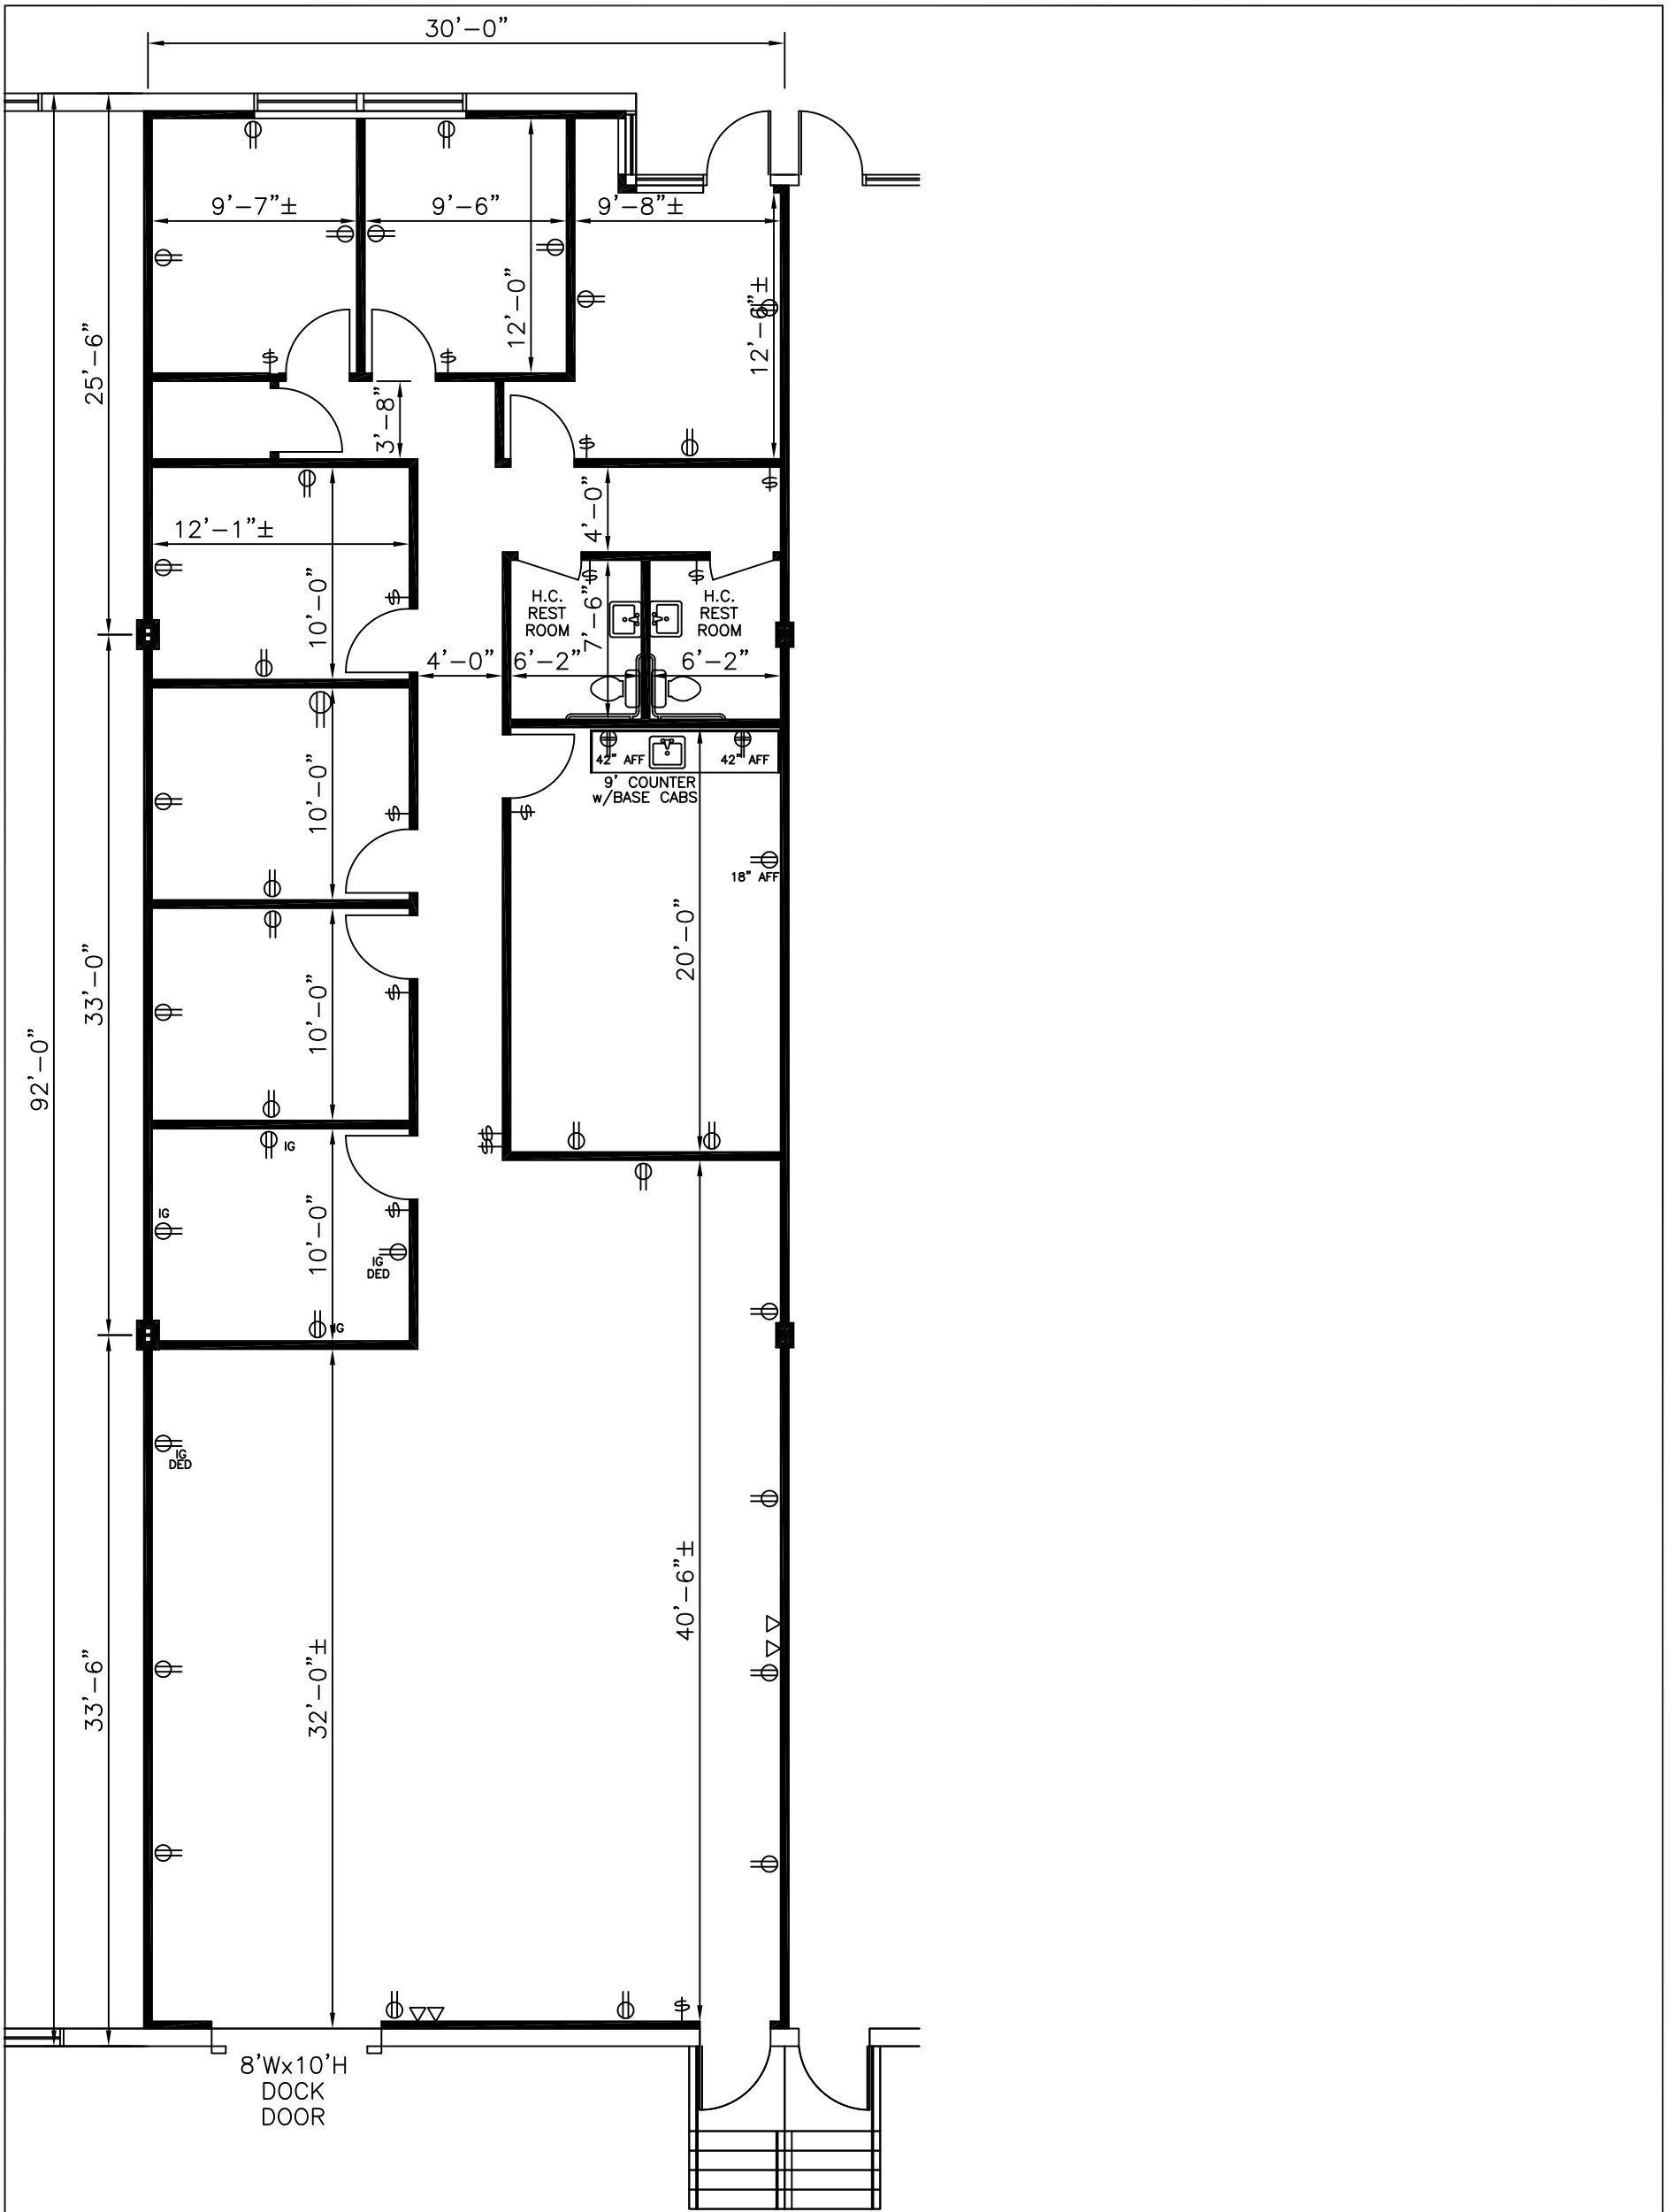 30'-0"
9'-7"±
9'-6"
9'-8"±
12'-0"
12'-6"±
25'-6"
3'-8"
$
$
$
$
4'-0"
12'-1"±
10'-0"
$
$
$
H.C.
REST
ROOM
7'-6"
H.C.
REST
ROOM
4'-0"
6'-2"
6'-2"
42" AFF
42" AFF
9' COUNTER
w/BASE CABS
10'-0"
$
$
18" AFF
20'-0"
33'-0"
92'-0"
10'-0"
$
$
$
IG
IG
10'-0"
$
IG
DED
IG
IG
DED
40'-6"±
32'-0"±
33'-6"
$
8'Wx10'H
DOCK
DOOR